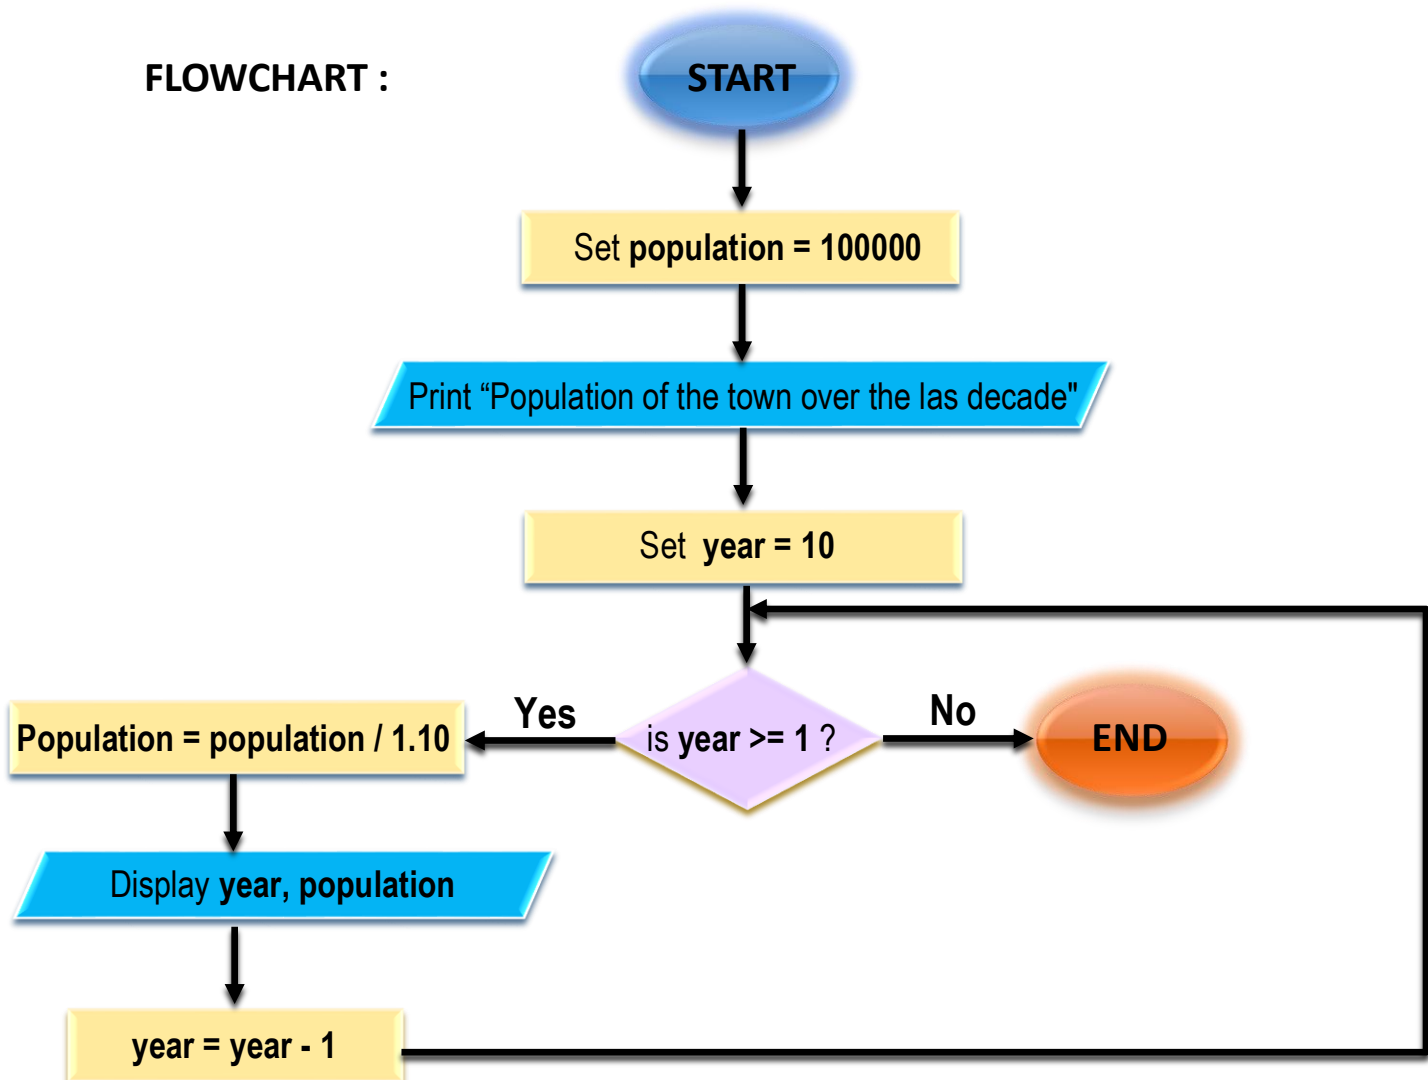 FLOWCHART :
START
Set population = 100000
Print “Population of the town over the las decade"
Set year = 10
is year >= 1 ?
Yes
No
Population = population / 1.10
END
Display year, population
year = year - 1